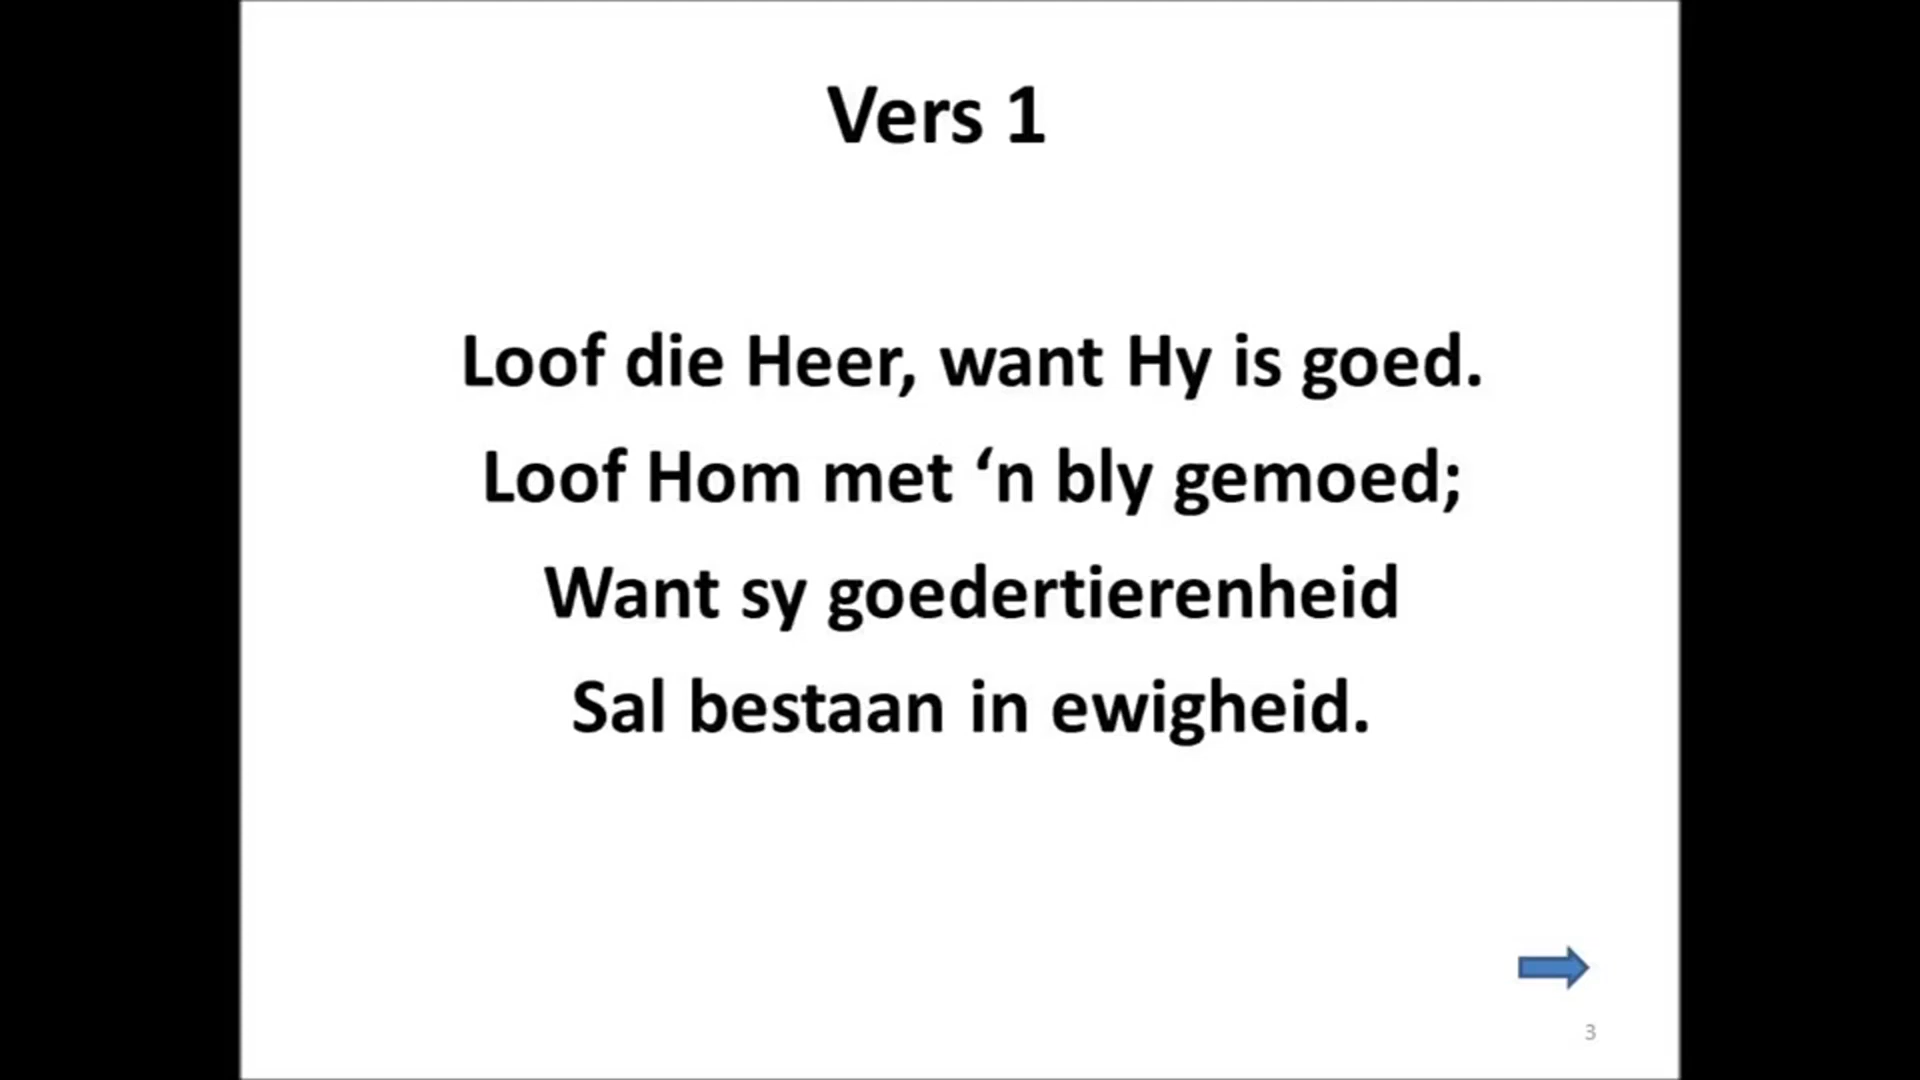 Vers 1
Loof die Heer, want Hy is goed.
Loof Hom met ‘n bly gemoed;
Want sy goedertierenheid
Sal bestaan in ewigheid.
3